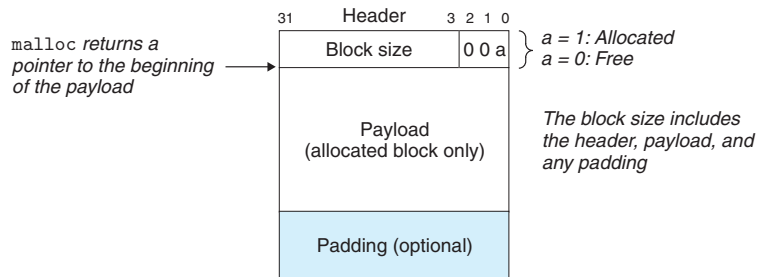 31 Header 3 2 1 0
malloc returns a
pointer to the beginning
of the payload
Block size
0 0 a
a = 1: Allocated
a = 0: Free
Payload
(allocated block only)
The block size includes
the header, payload, and
any padding
Padding (optional)